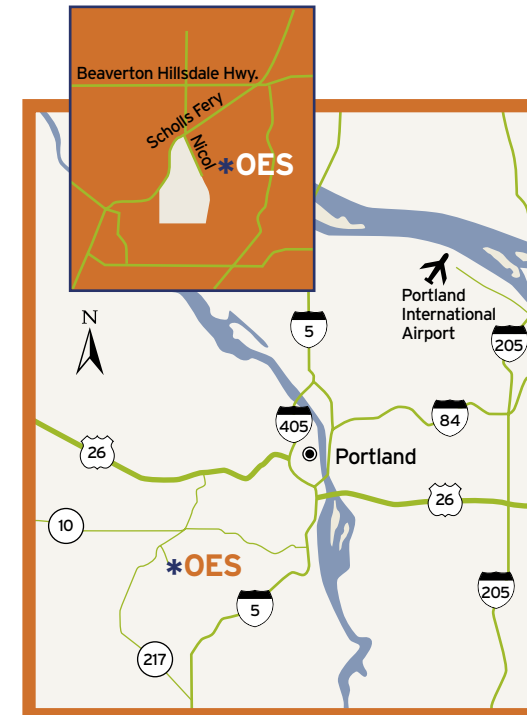 Beaverton Hillsdale Hwy.
Scholls Fery
Nicol
*OES
N
Portland
International
Airport
5
205
405
84
26
Portland
26
10
*OES
205
5
217